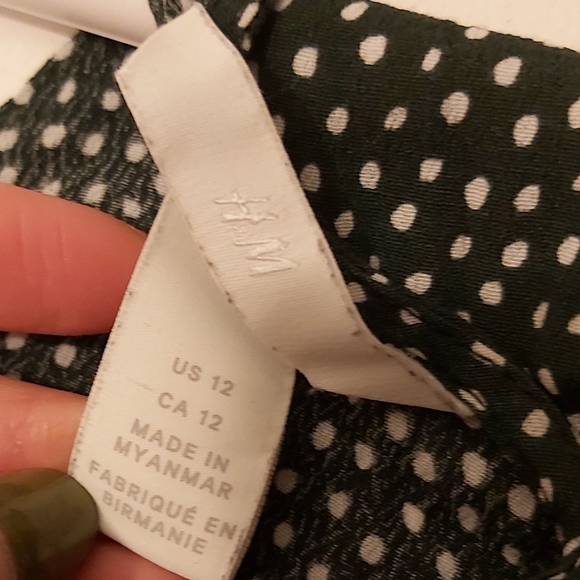 H&M
US 12
CA 12
MADE IN
MYANMAR
FABRIQUÉ EN
BIRMANIE